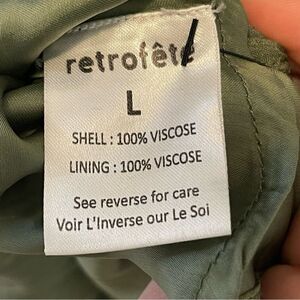 retrofête
L
SHELL : 100% VISCOSE
LINING : 100% VISCOSE
See reverse for care
Voir L'Inverse our Le Soi